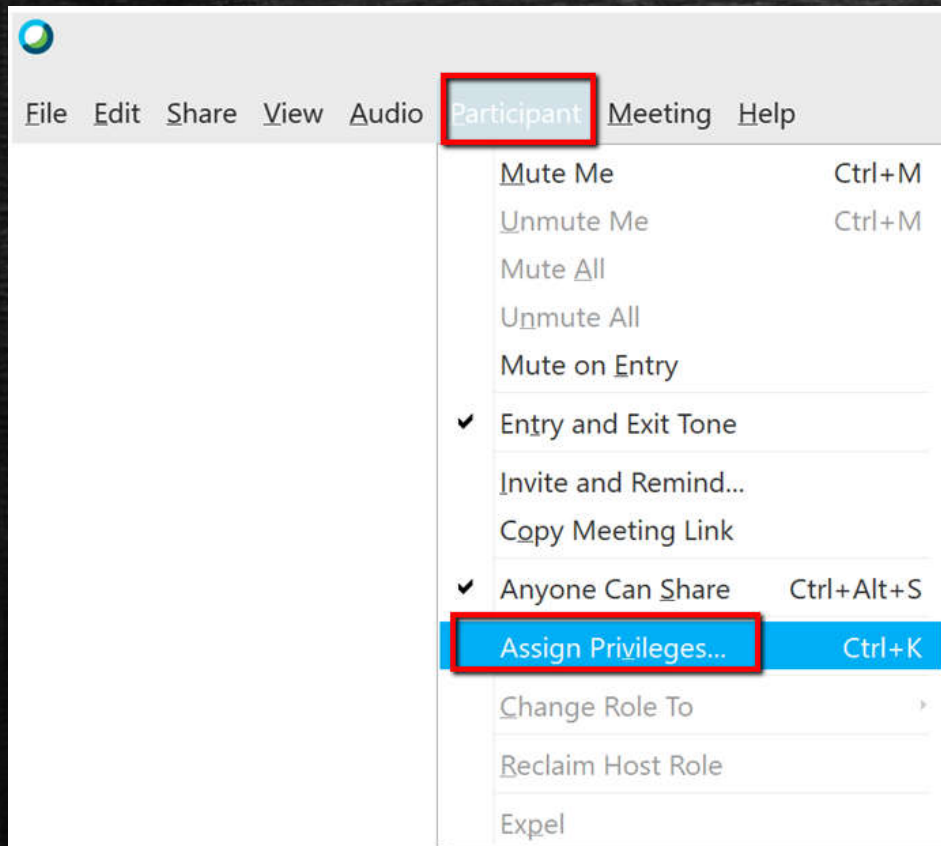 File Edit Share View Audio Participant Meeting Help
Mute Me Ctrl+M
Unmute Me Ctrl+M
Mute All
Unmute All
Mute on Entry
Entry and Exit Tone
Invite and Remind...
Copy Meeting Link
Anyone Can Share Ctrl+Alt+S
Assign Privileges... Ctrl+K
Change Role To
Reclaim Host Role
Expel